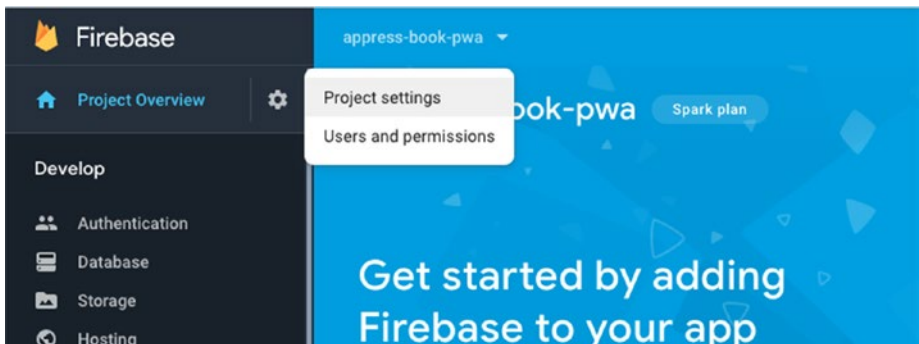 Firebase
appress-book-pwa
Project Overview
Project settings
Users and permissions
ook-pwa
Spark plan
Develop
Authentication
Database
Storage
Hosting
Get started by adding
Firebase to your app